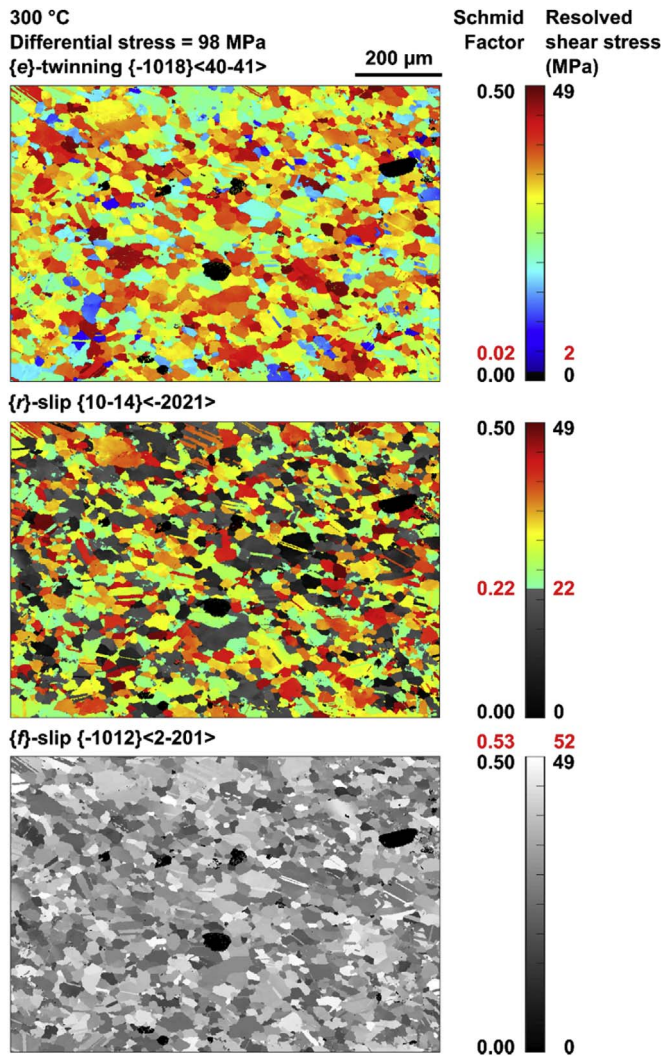 300 °C
Differential stress = 98 MPa
{e}-twinning {-1018}<40-41>
200 µm
Schmid Factor
Resolved shear stress (MPa)
0.50 49
0.02 2
0.00 0
{r}-slip {10-14}<-2021>
0.50 49
0.22 22
0.00 0
{f}-slip {-1012}<2-201>
0.53 52
0.50 49
0.00 0